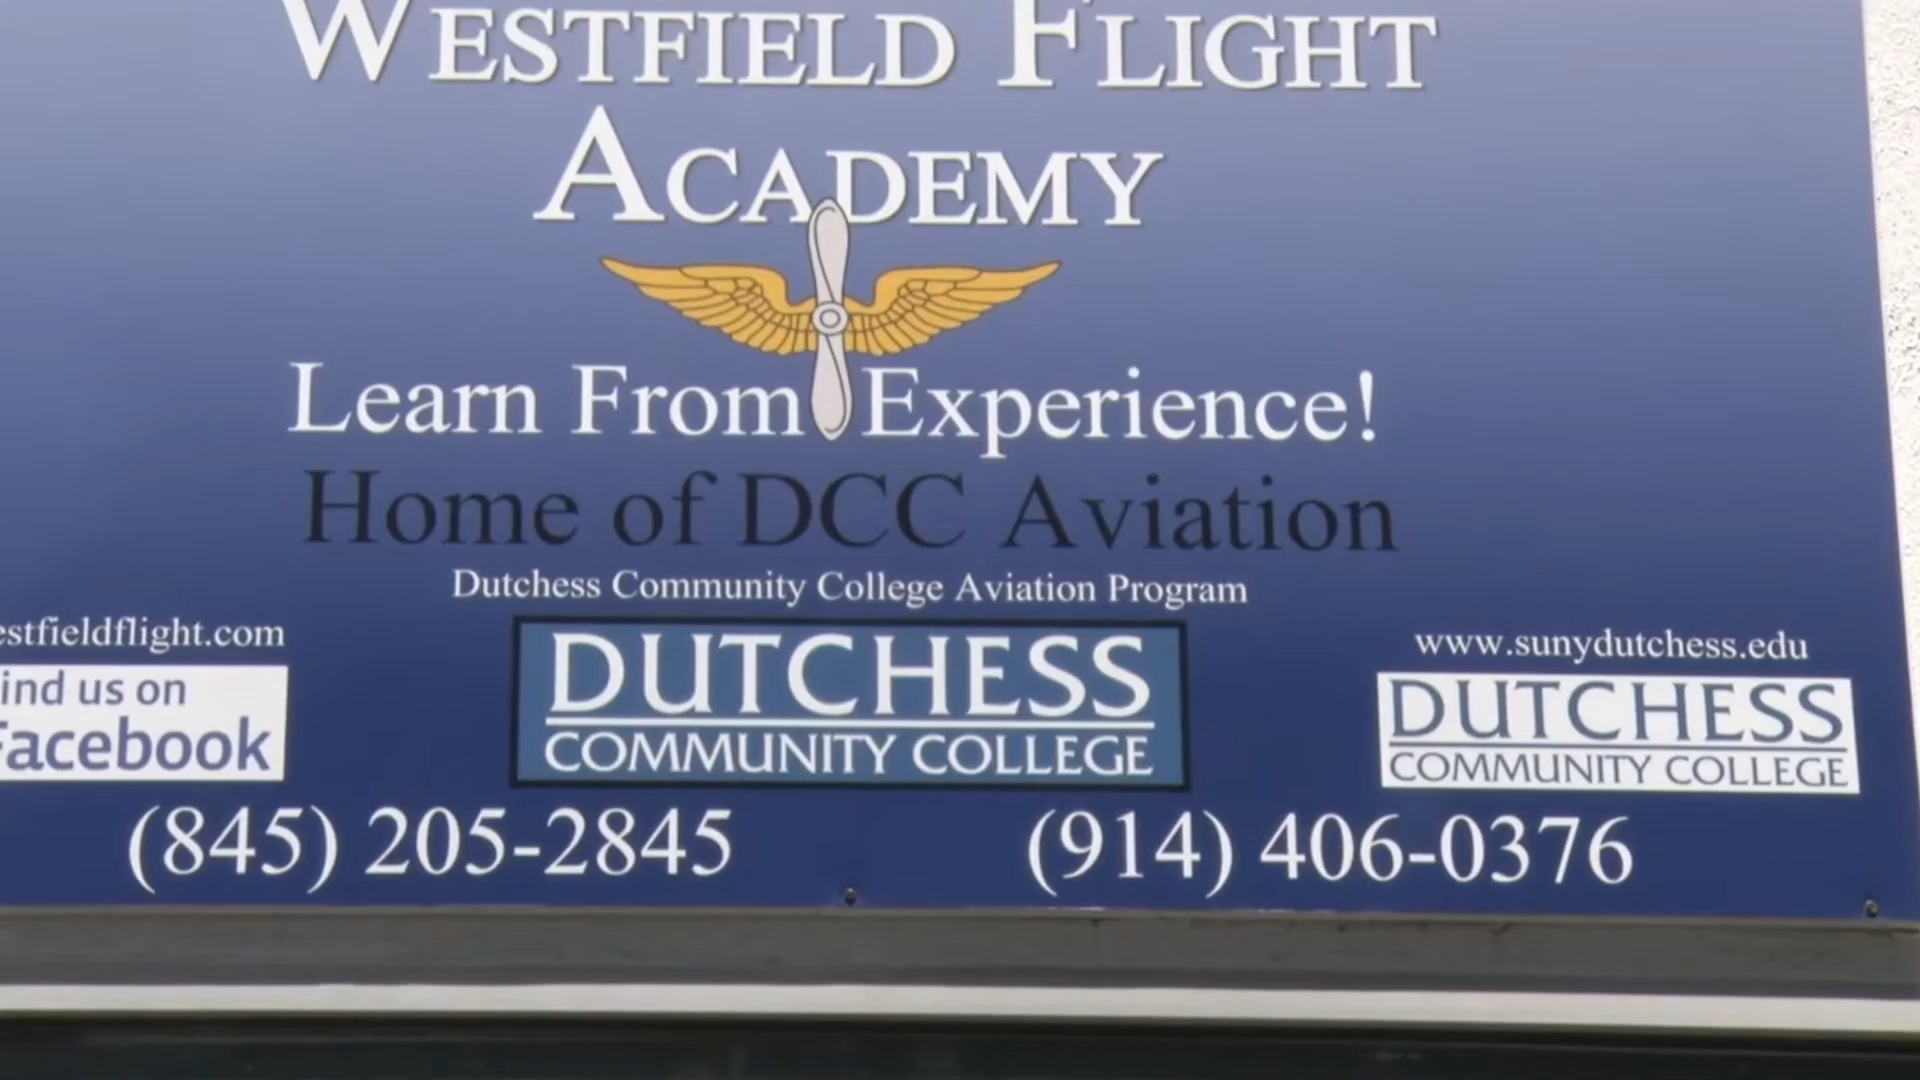 WESTFIELD FLIGHT
ACADEMY
Learn From Experience!
Home of DCC Aviation
Dutchess Community College Aviation Program
estfieldflight.com
ind us on
Facebook
DUTCHESS
COMMUNITY COLLEGE
www.sunydutchess.edu
DUTCHESS
COMMUNITY COLLEGE
(845) 205-2845
(914) 406-0376